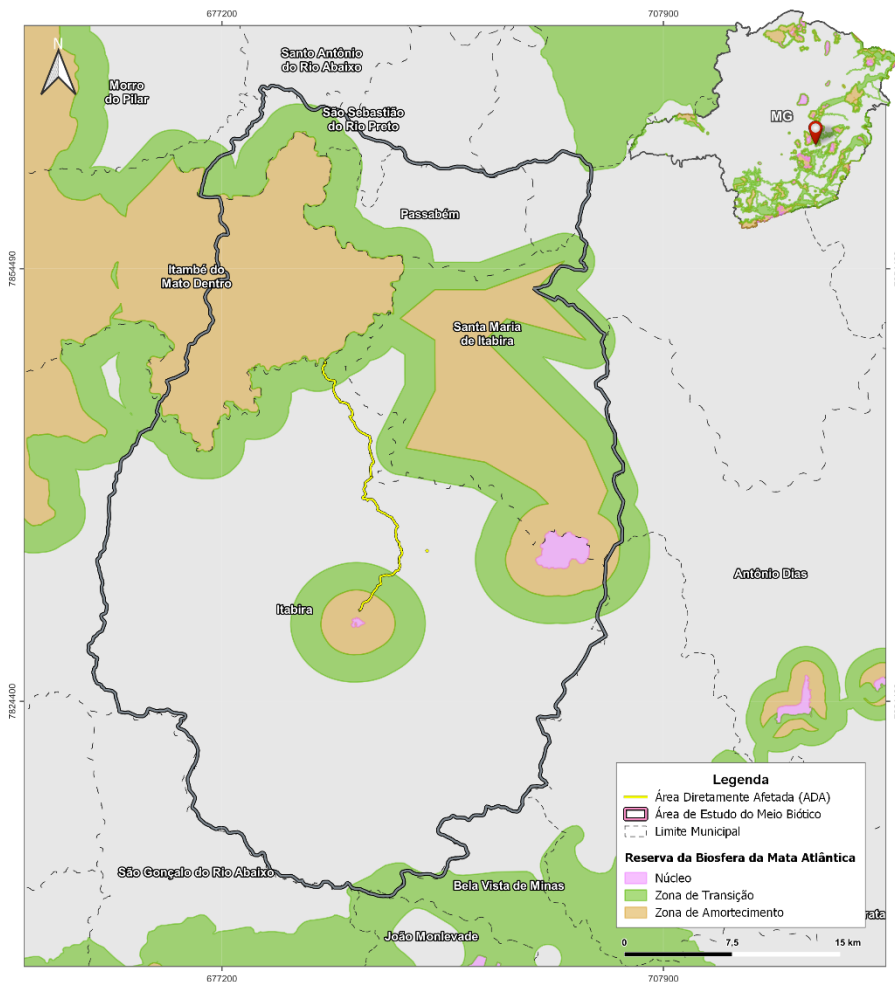 677200
707900
N
Santo Antônio
do Rio Abaixo
Morro
do Pilar
São Sebastião
do Rio Preto
MG
Passabém
7864490
Itambé do
Mato Dentro
Santa Maria
de Itabira
Antônio Dias
Itabira
7824400
São Gonçalo do Rio Abaixo
Bela Vista de Minas
João Monlevade
Legenda
Área Diretamente Afetada (ADA)
Área de Estudo do Meio Biótico
Limite Municipal
Reserva da Biosfera da Mata Atlântica
Núcleo
Zona de Transição
Zona de Amortecimento
0 7,5 15 km
677200
707900